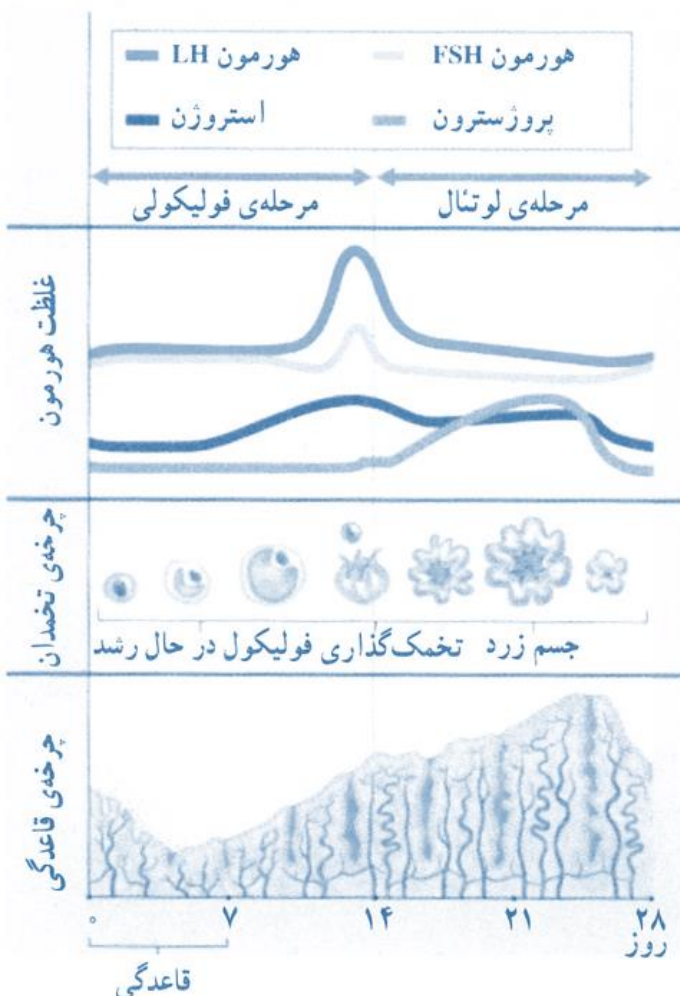 هورمون LH هورمون FSH
استروژن پروژسترون
مرحله‌ی فولیکولی مرحله‌ی لوتئال
غلظت هورمون
چرخه‌ی تخمدان
فولیکول در حال رشد تخمک‌گذاری جسم زرد
چرخه‌ی قاعدگی
۰ ۷ ۱۴ ۲۱ ۲۸
روز
قاعدگی